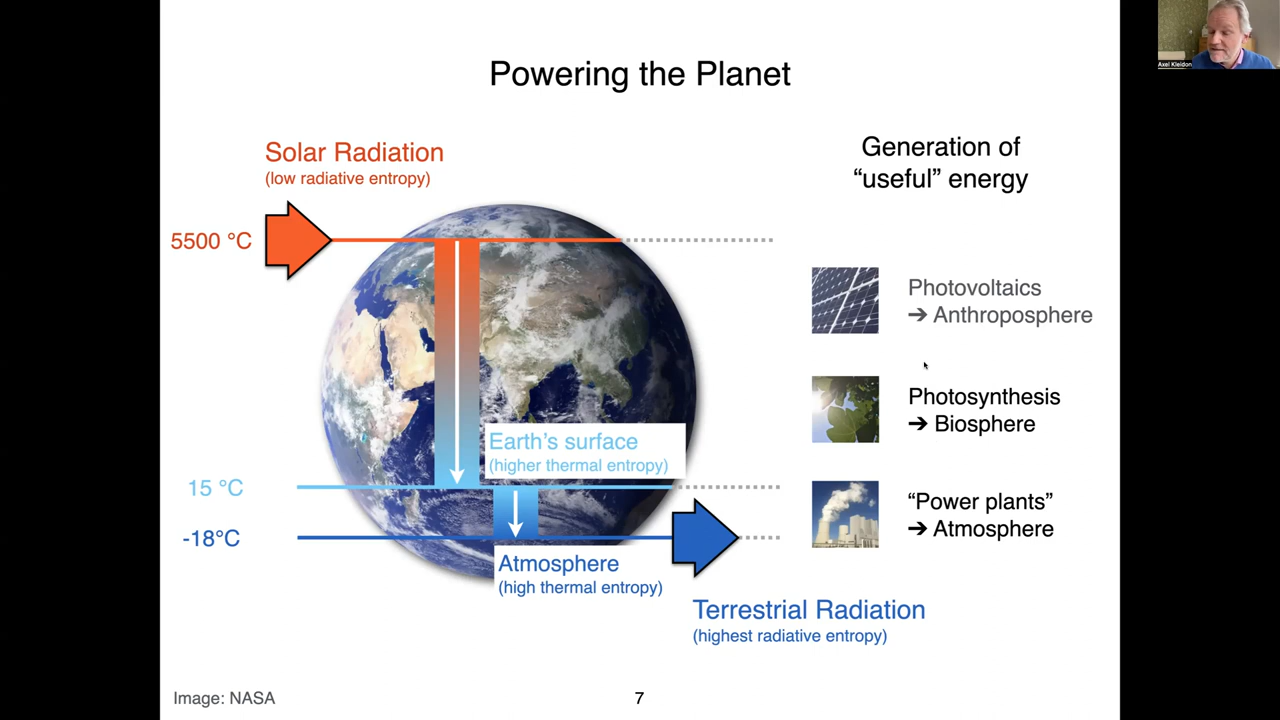 Powering the Planet
Solar Radiation
(low radiative entropy)
5500 °C
Generation of
“useful” energy
Photovoltaics
➔ Anthroposphere
Photosynthesis
➔ Biosphere
Earth’s surface
(higher thermal entropy)
15 °C
“Power plants”
➔ Atmosphere
-18°C
Atmosphere
(high thermal entropy)
Terrestrial Radiation
(highest radiative entropy)
Image: NASA
7
Axel Kleidon